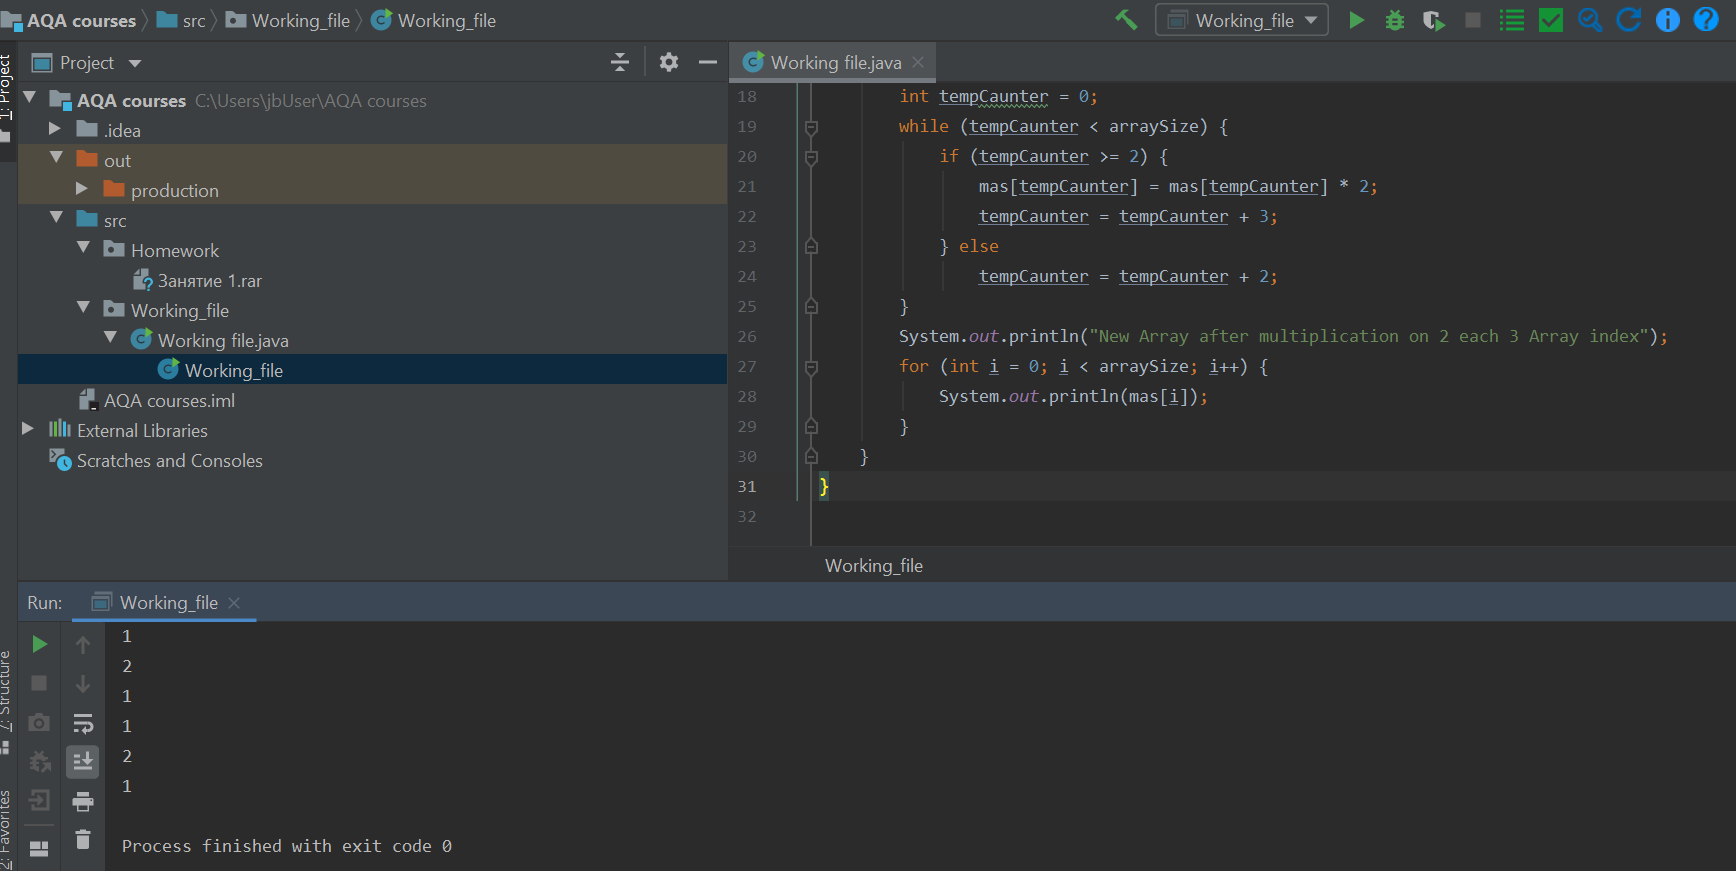 AQA courses src Working_file Working_file
Working_file
1: Project
Project
AQA courses C:\Users\jbUser\AQA courses
.idea
out
production
src
Homework
Занятие 1.rar
Working_file
Working file.java
Working_file
AQA courses.iml
External Libraries
Scratches and Consoles
Working file.java
18 int tempCaunter = 0;
19 while (tempCaunter < arraySize) {
20 if (tempCaunter >= 2) {
21 mas[tempCaunter] = mas[tempCaunter] * 2;
22 tempCaunter = tempCaunter + 3;
23 } else
24 tempCaunter = tempCaunter + 2;
25 }
26 System.out.println("New Array after multiplication on 2 each 3 Array index");
27 for (int i = 0; i < arraySize; i++) {
28 System.out.println(mas[i]);
29 }
30 }
31 }
32
Working_file
Run: Working_file
1
2
1
1
2
1
Process finished with exit code 0
7: Structure
2: Favorites